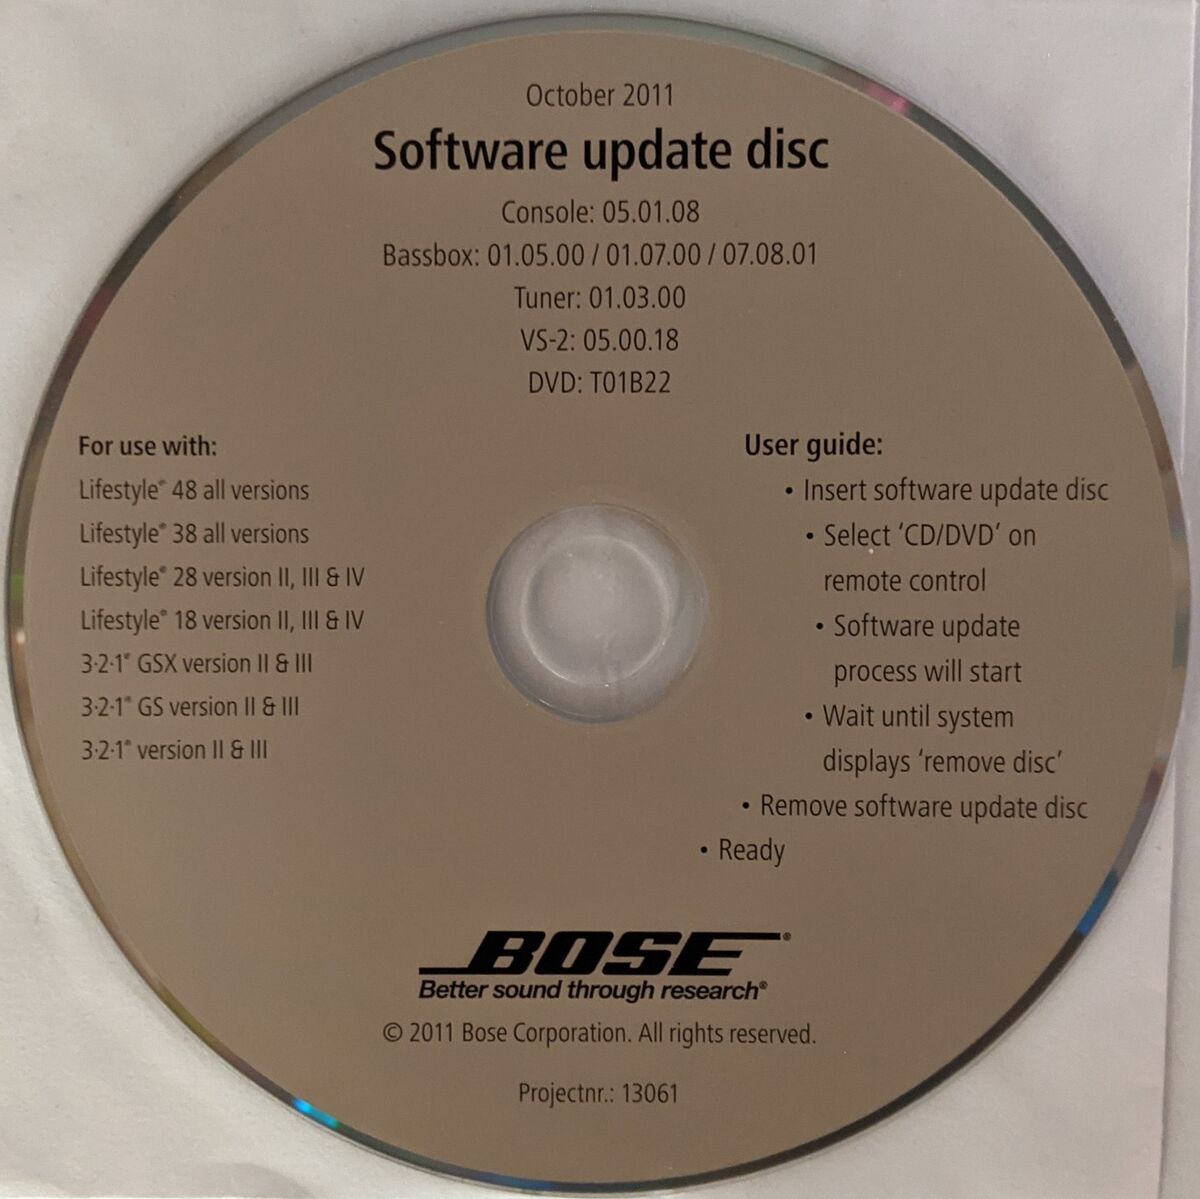 October 2011
Software update disc
Console: 05.01.08
Bassbox: 01.05.00 / 01.07.00 / 07.08.01
Tuner: 01.03.00
VS-2: 05.00.18
DVD: T01B22
For use with:
Lifestyle® 48 all versions
Lifestyle® 38 all versions
Lifestyle® 28 version II, III & IV
Lifestyle® 18 version II, III & IV
3·2·1® GSX version II & III
3·2·1® GS version II & III
3·2·1® version II & III
User guide:
• Insert software update disc
• Select ‘CD/DVD’ on
remote control
• Software update
process will start
• Wait until system
displays ‘remove disc’
• Remove software update disc
• Ready
BOSE®
Better sound through research®
© 2011 Bose Corporation. All rights reserved.
Projectnr.: 13061